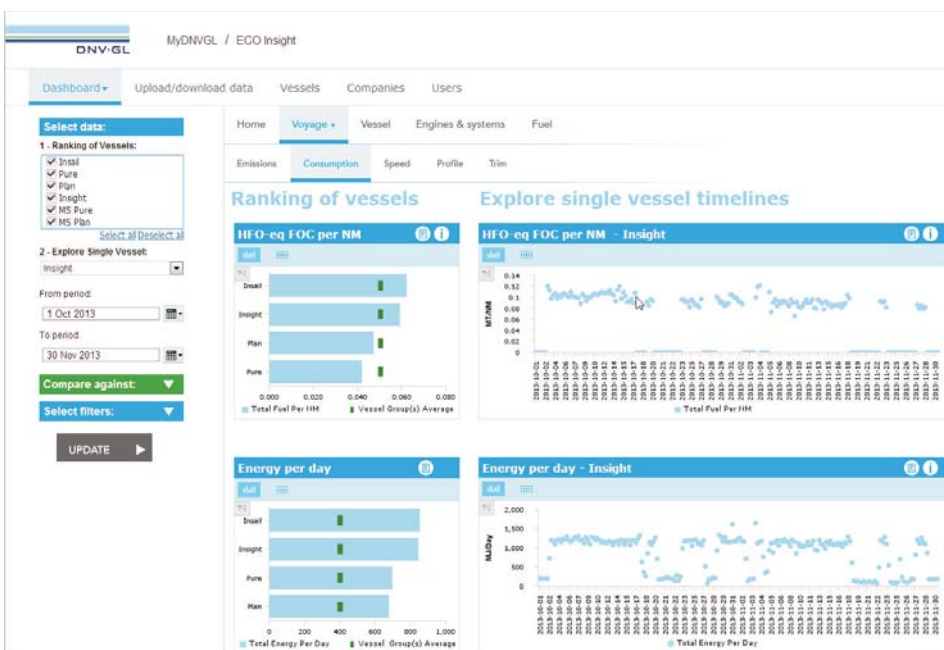 DNV·GL
MyDNVGL / ECO Insight
Dashboard
Upload/download data
Vessels
Companies
Users
Select data:
1 - Ranking of Vessels:
Insail
Pure
Plan
Insight
MS Pure
MS Plan
Select all Deselect all
2 - Explore Single Vessel:
Insight
From period:
1 Oct 2013
To period
30 Nov 2013
Compare against:
Select filters:
UPDATE
Home
Voyage
Vessel
Engines & systems
Fuel
Emissions
Consumption
Speed
Profile
Trim
Ranking of vessels
HFO-eq FOC per NM
Insail
Insight
Plan
Pure
0.000 0.020 0.040 0.060 0.080
Total Fuel Per NM
Vessel Group(s) Average
Energy per day
Insail
Insight
Pure
Plan
0 200 400 600 800 1,000
Total Energy Per Day
Vessel Group(s) Average
Explore single vessel timelines
HFO-eq FOC per NM - Insight
MT/NM
0.14
0.12
0.1
0.08
0.06
0.04
0.02
0
Total Fuel Per NM
Energy per day - Insight
MJ/Day
2,000
1,500
1,000
500
0
Total Energy Per Day